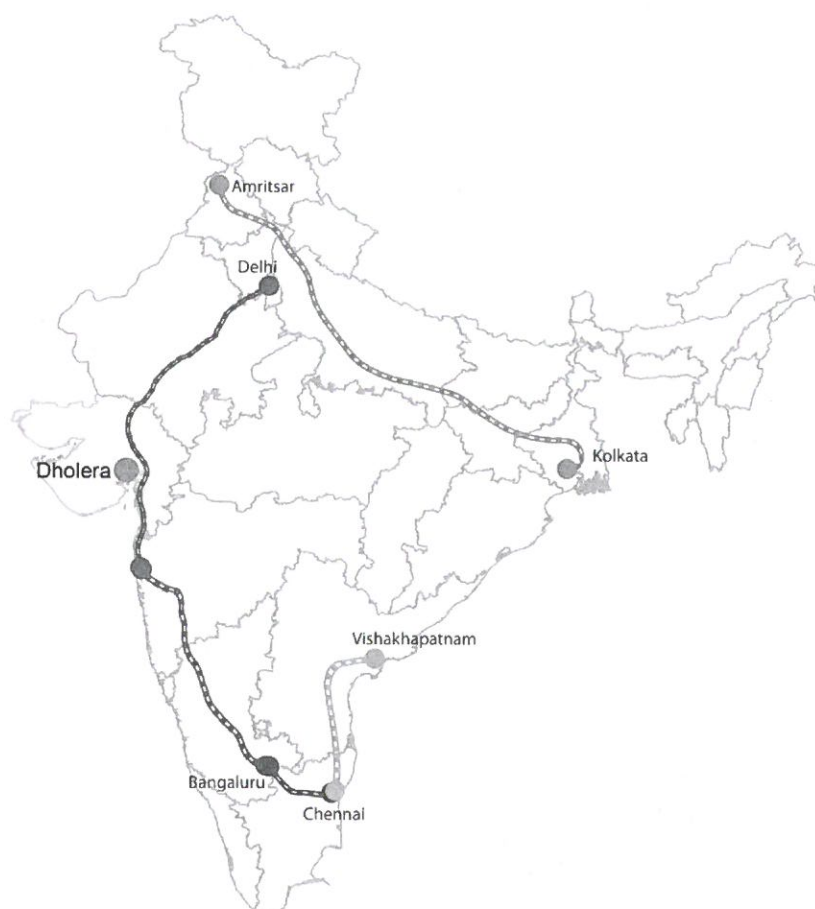 Amritsar
Delhi
Dholera
Kolkata
Vishakhapatnam
Bangaluru
Chennai